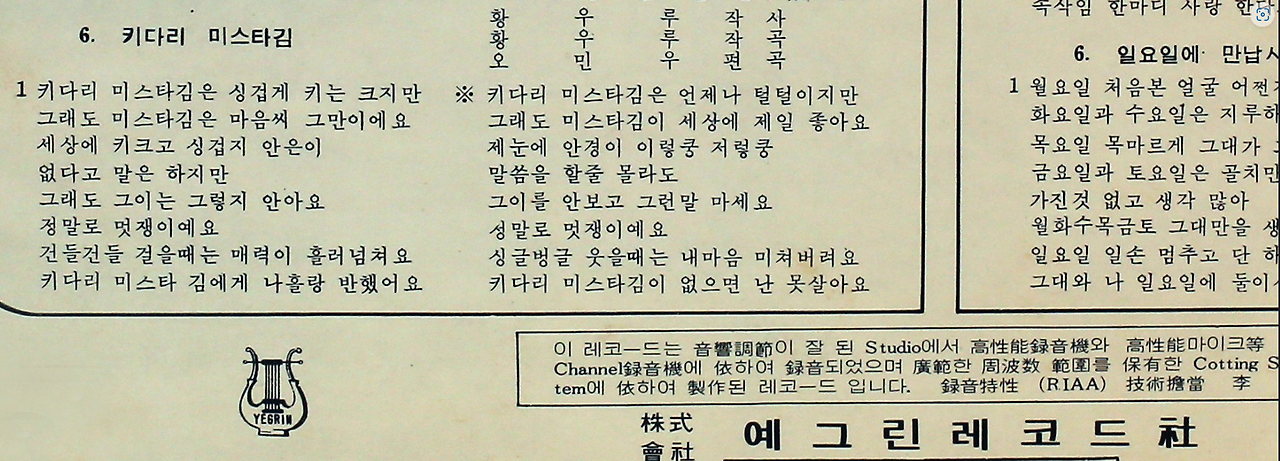 6. 키다리 미스타김
황우루 작사
황우루 작곡
오민우 편곡
1 키다리 미스타김은 싱겁게 키는 크지만
그래도 미스타김은 마음씨 그만이에요
세상에 키크고 싱겁지 안은이
없다고 말은 하지만
그래도 그이는 그렇지 안아요
정말로 멋쟁이예요
건들건들 걸을때는 매력이 흘러넘쳐요
키다리 미스타 김에게 나홀랑 반했어요
※ 키다리 미스타김은 언제나 털털이지만
그래도 미스타김이 세상에 제일 좋아요
제눈에 안경이 이렇쿵 저렇쿵
말씀을 할줄 몰라도
그이를 안보고 그런말 마세요
성말로 멋쟁이예요
싱글벙글 웃을때는 내마음 미쳐버려요
키다리 미스타김이 없으면 난 못살아요
속삭임 한마디 사랑
6. 일요일에 만납
1 월요일 처음본 얼굴 어쩐
화요일과 수요일은 지루
목요일 목마르게 그대가
금요일과 토요일은 골치만
가진것 없고 생각 많아
월화수목금토 그대만을
일요일 일손 멈추고 단
그대와 나 일요일에 둘이
YEGRIN
이 레코ー드는 音響調節이 잘 된 Studio에서 高性能録音機와 高性能마이크等
Channel録音機에 依하여 録音되었으며 廣範한 周波数 範圍를 保有한 Cotting S
tem에 依하여 製作된 레코ー드 입니다. 録音特性 (RIAA) 技術擔當 李
株式會社 예그린레코드社